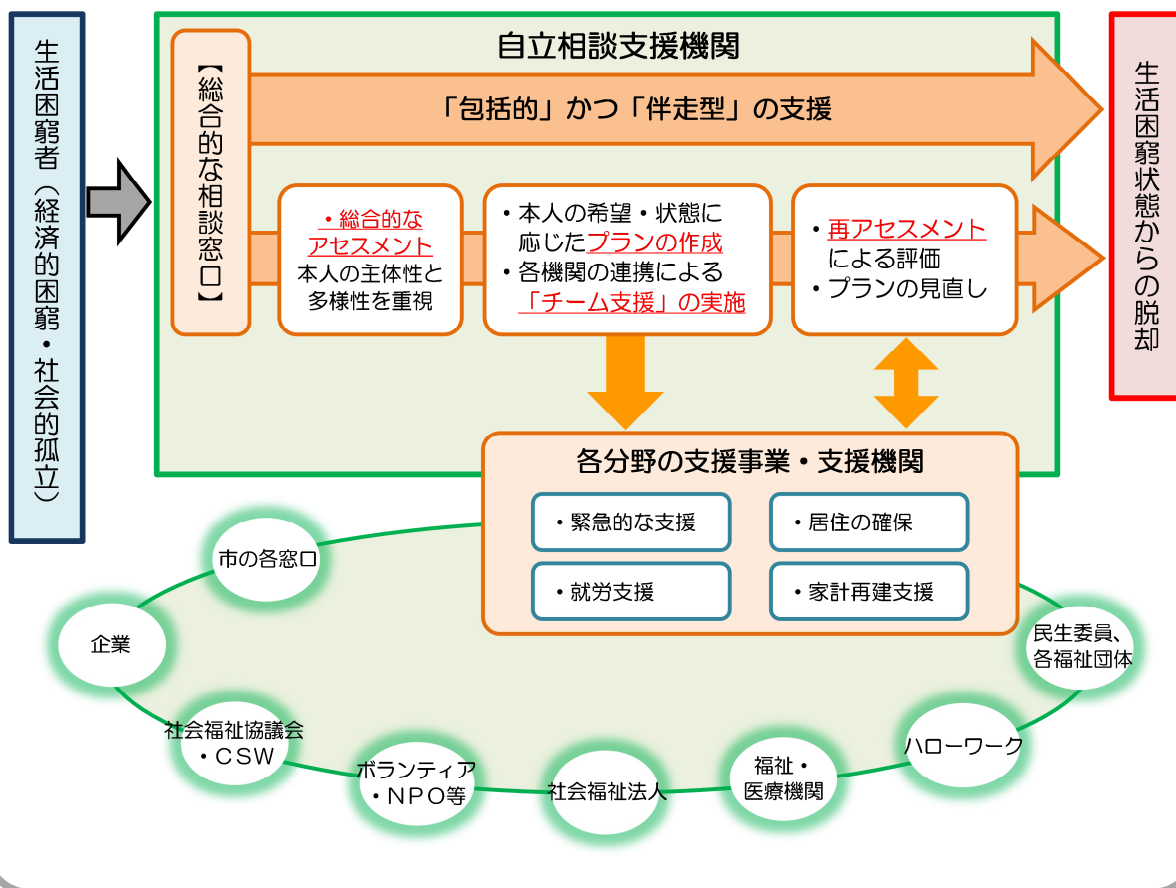 生活困窮者（経済的困窮・社会的孤立）
自立相談支援機関
【総合的な相談窓口】
「包括的」かつ「伴走型」の支援
・総合的な
アセスメント
本人の主体性と
多様性を重視
・本人の希望・状態に
応じたプランの作成
・各機関の連携による
「チーム支援」の実施
・再アセスメント
による評価
・プランの見直し
生活困窮状態からの脱却
各分野の支援事業・支援機関
・緊急的な支援
・居住の確保
・就労支援
・家計再建支援
市の各窓口
企業
社会福祉協議会
・CSW
ボランティア
・NPO等
社会福祉法人
福祉・
医療機関
ハローワーク
民生委員、
各福祉団体